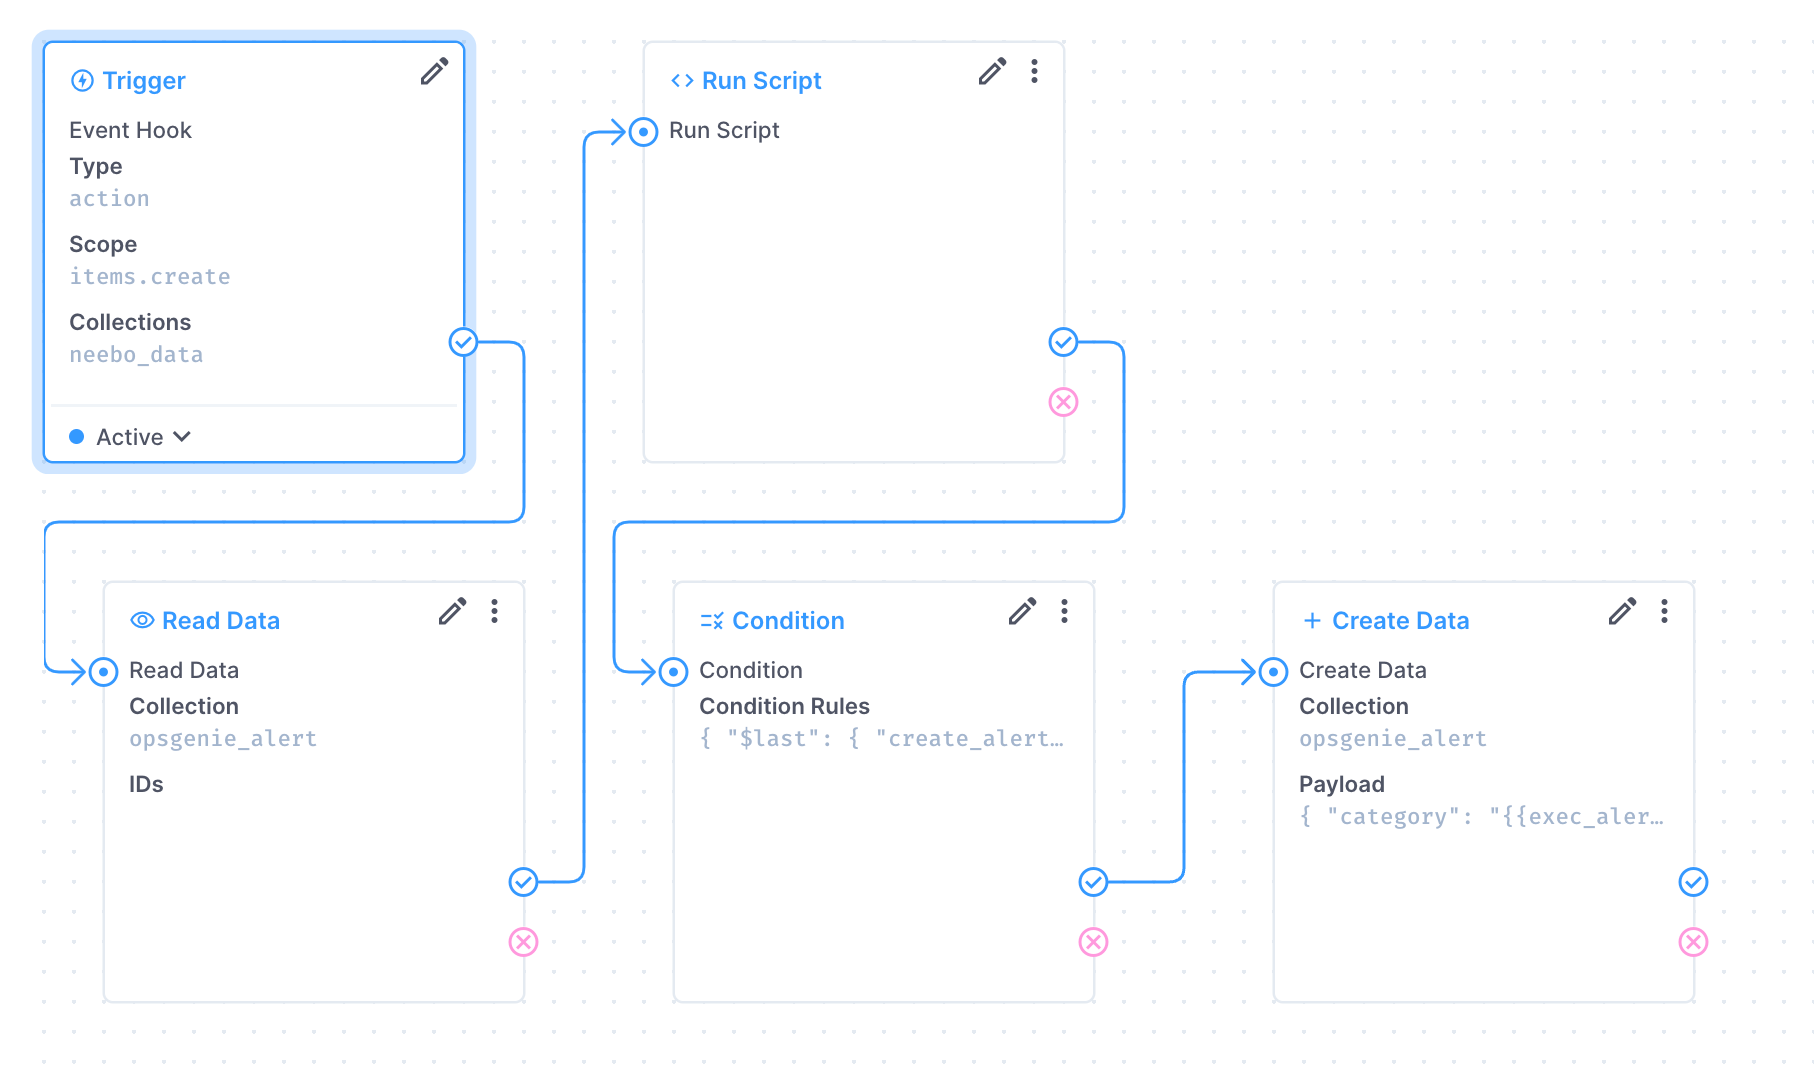 Trigger
Event Hook
Type
action
Scope
items.create
Collections
neebo_data
Active
Run Script
Run Script
Read Data
Read Data
Collection
opsgenie_alert
IDs
Condition
Condition
Condition Rules
{ "$last": { "create_alert…
Create Data
Create Data
Collection
opsgenie_alert
Payload
{ "category": "{{exec_aler…